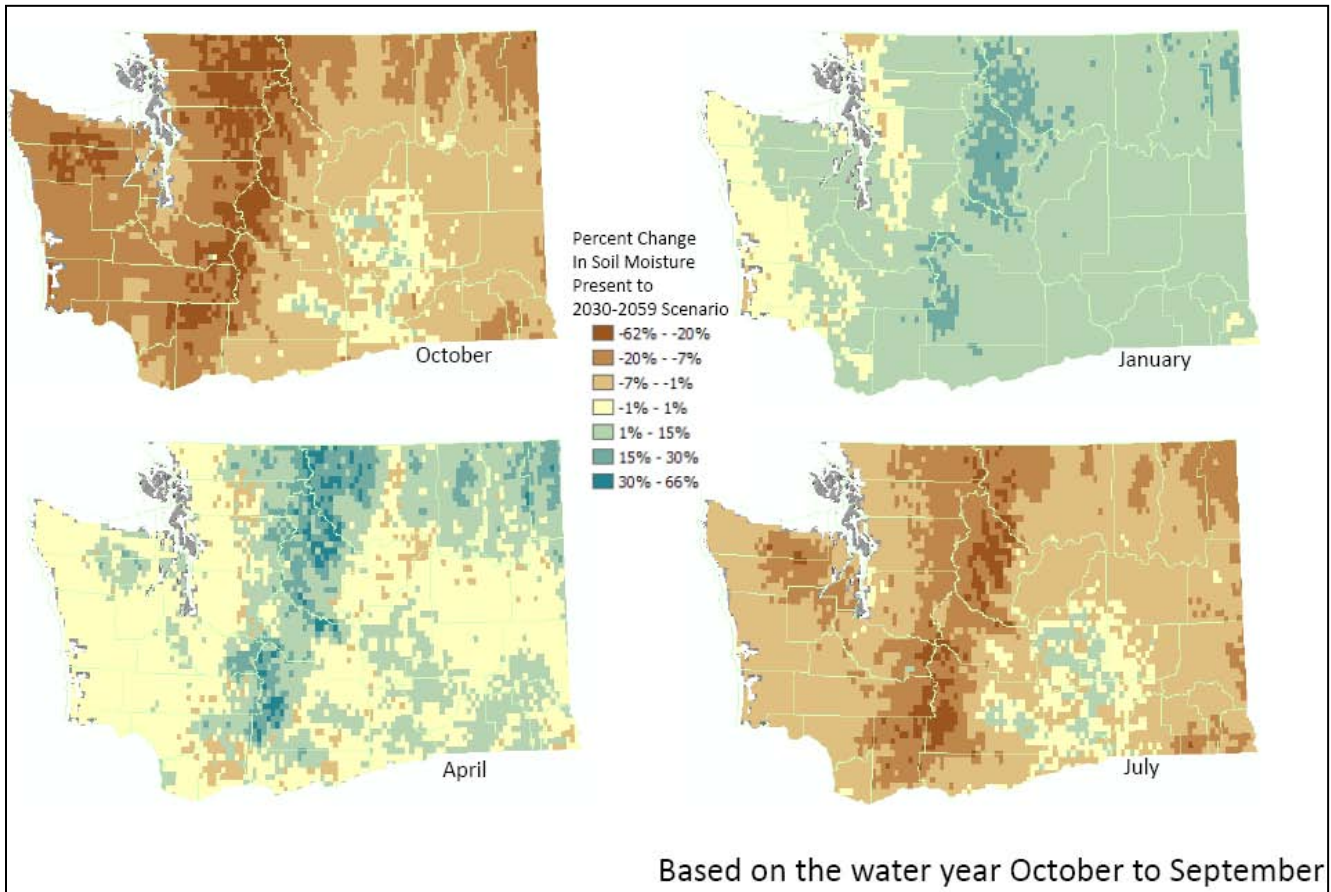 October
January
Percent Change
In Soil Moisture
Present to
2030-2059 Scenario
-62% - -20%
-20% - -7%
-7% - -1%
-1% - 1%
1% - 15%
15% - 30%
30% - 66%
April
July
Based on the water year October to September